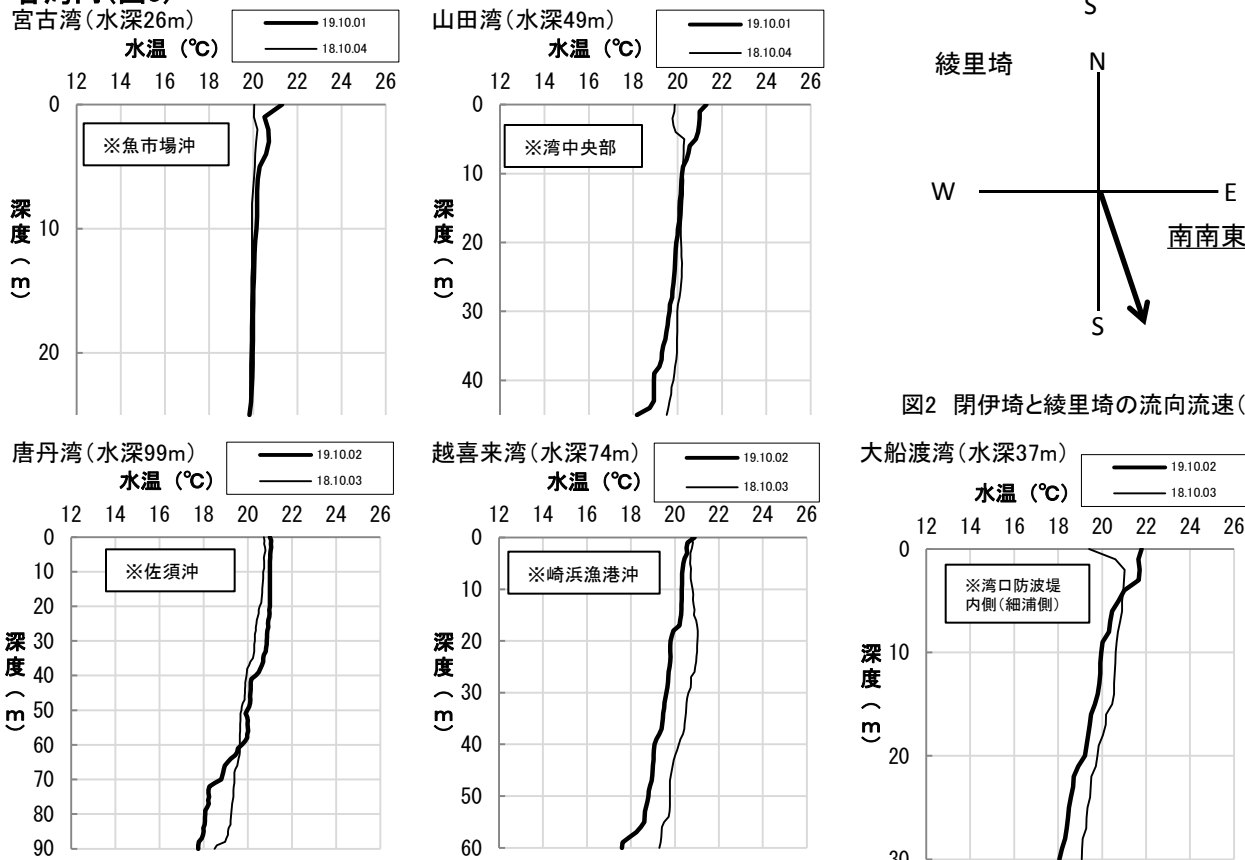 宮古湾(水深26m)
水温 (℃)
19.10.01
18.10.04
12 14 16 18 20 22 24 26
0
10
20
深度(m)
※魚市場沖
山田湾(水深49m)
水温 (℃)
19.10.01
18.10.04
12 14 16 18 20 22 24 26
0
10
20
30
40
※湾中央部
深度(m)
S
綾里埼
N
W
E
南南東
S
図2 閉伊埼と綾里埼の流向流速(
唐丹湾(水深99m)
水温 (℃)
19.10.02
18.10.03
12 14 16 18 20 22 24 26
0
10
20
30
40
50
60
70
80
90
※佐須沖
深度(m)
越喜来湾(水深74m)
水温 (℃)
19.10.02
18.10.03
12 14 16 18 20 22 24 26
0
10
20
30
40
50
60
※崎浜漁港沖
深度(m)
大船渡湾(水深37m)
水温 (℃)
19.10.02
18.10.03
12 14 16 18 20 22 24 26
0
10
20
30
※湾口防波堤
内側(細浦側)
深度(m)